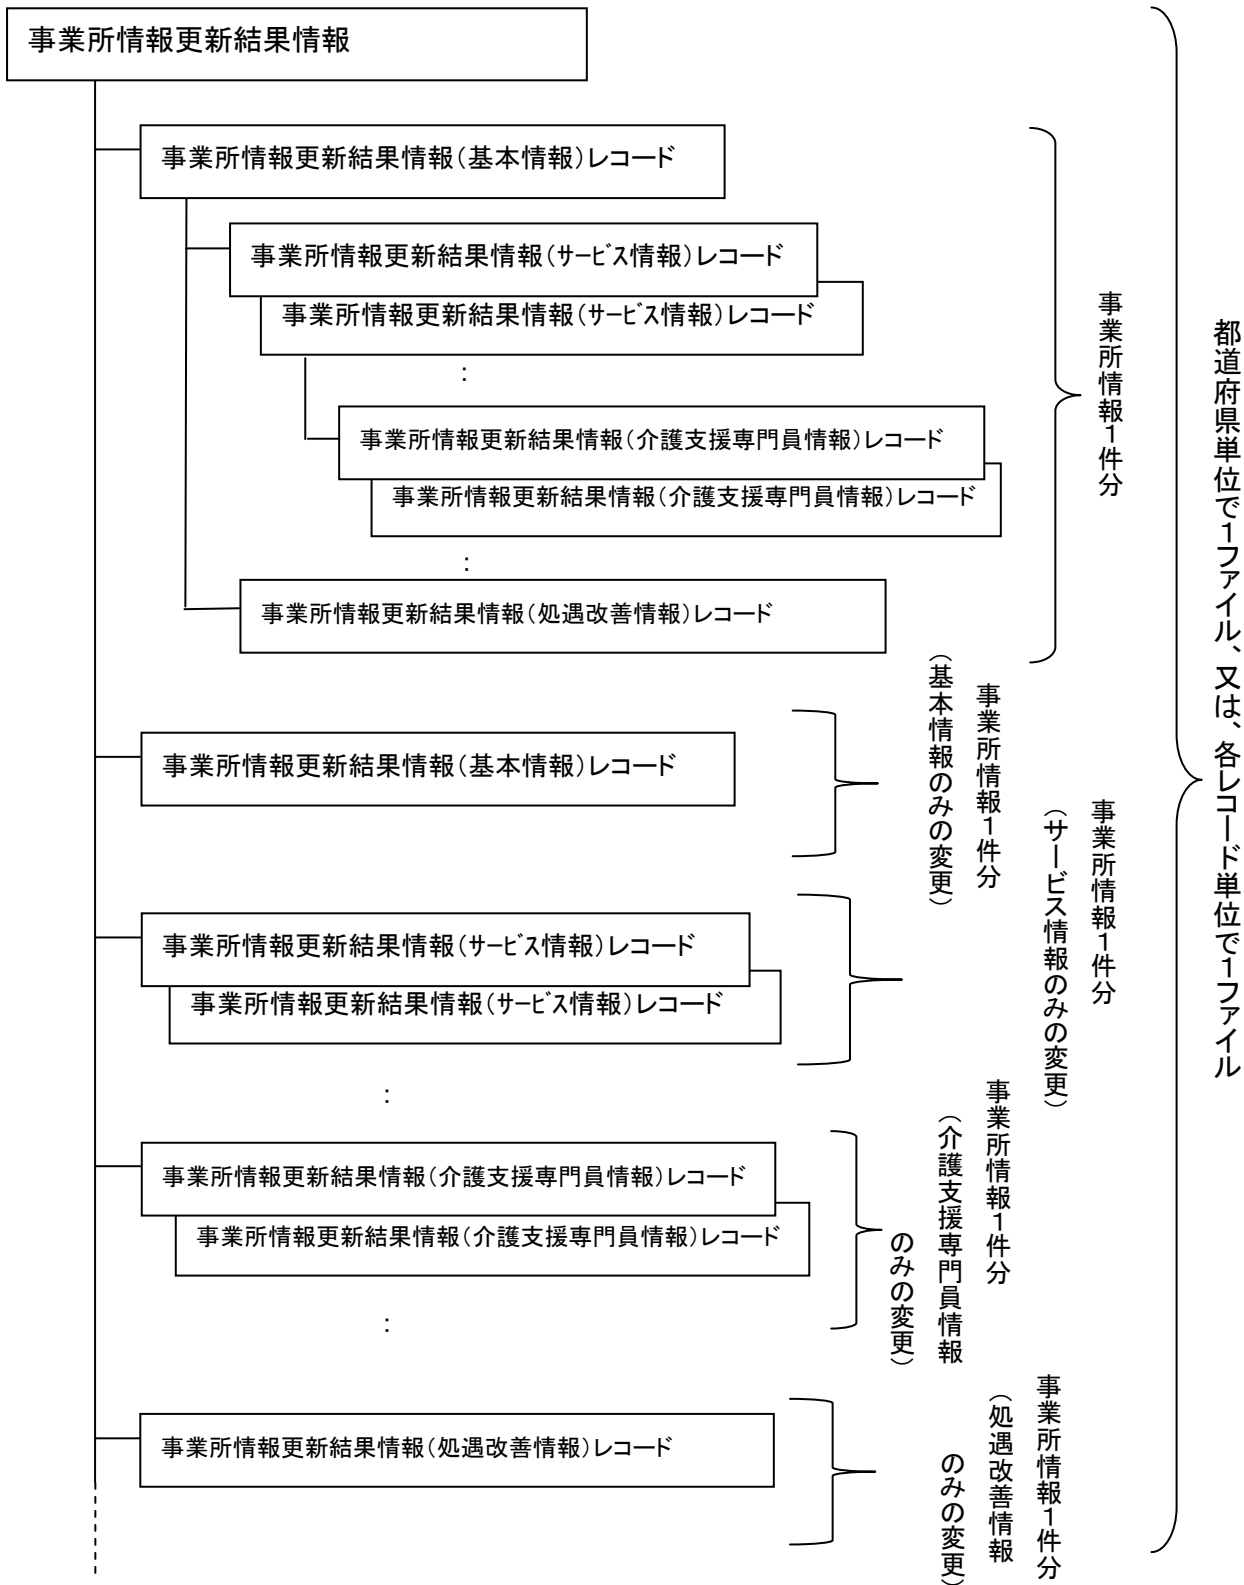 事業所情報更新結果情報
事業所情報更新結果情報(基本情報)レコード
事業所情報更新結果情報(サービス情報)レコード
事業所情報更新結果情報(サービス情報)レコード
:
事業所情報更新結果情報(介護支援専門員情報)レコード
事業所情報更新結果情報(介護支援専門員情報)レコード
:
事業所情報更新結果情報(処遇改善情報)レコード
事業所情報1件分
事業所情報更新結果情報(基本情報)レコード
事業所情報1件分
(基本情報のみの変更)
事業所情報更新結果情報(サービス情報)レコード
事業所情報更新結果情報(サービス情報)レコード
:
事業所情報1件分
(サービス情報のみの変更)
事業所情報更新結果情報(介護支援専門員情報)レコード
事業所情報更新結果情報(介護支援専門員情報)レコード
:
事業所情報1件分
(介護支援専門員情報
のみの変更)
事業所情報更新結果情報(処遇改善情報)レコード
事業所情報1件分
(処遇改善情報
のみの変更)
都道府県単位で1ファイル、又は、各レコード単位で1ファイル